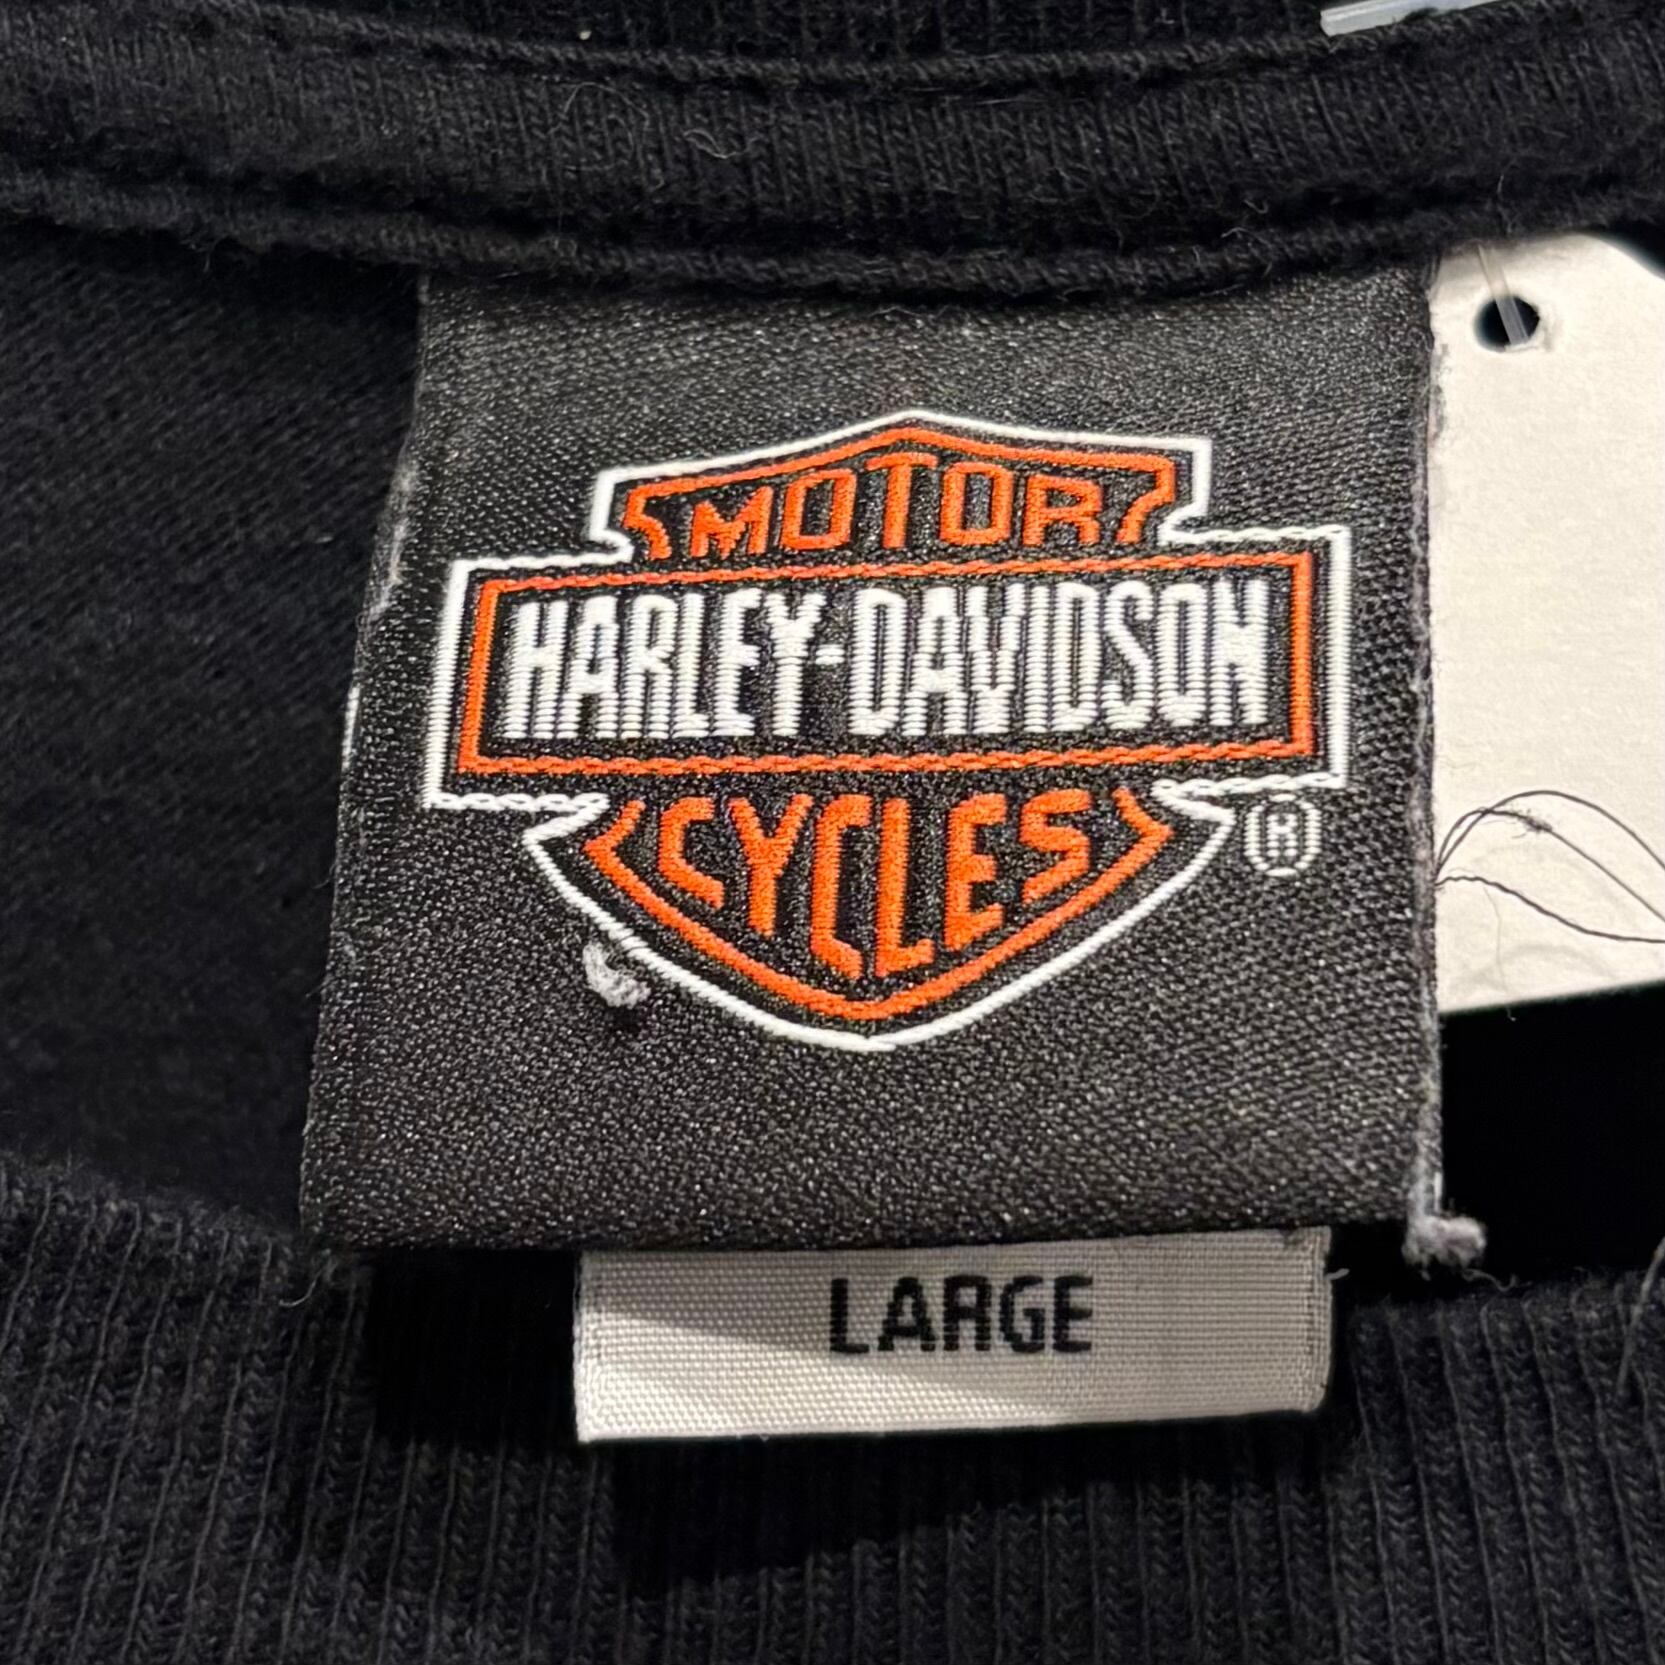 MOTOR
HARLEY-DAVIDSON
CYCLES
®
LARGE